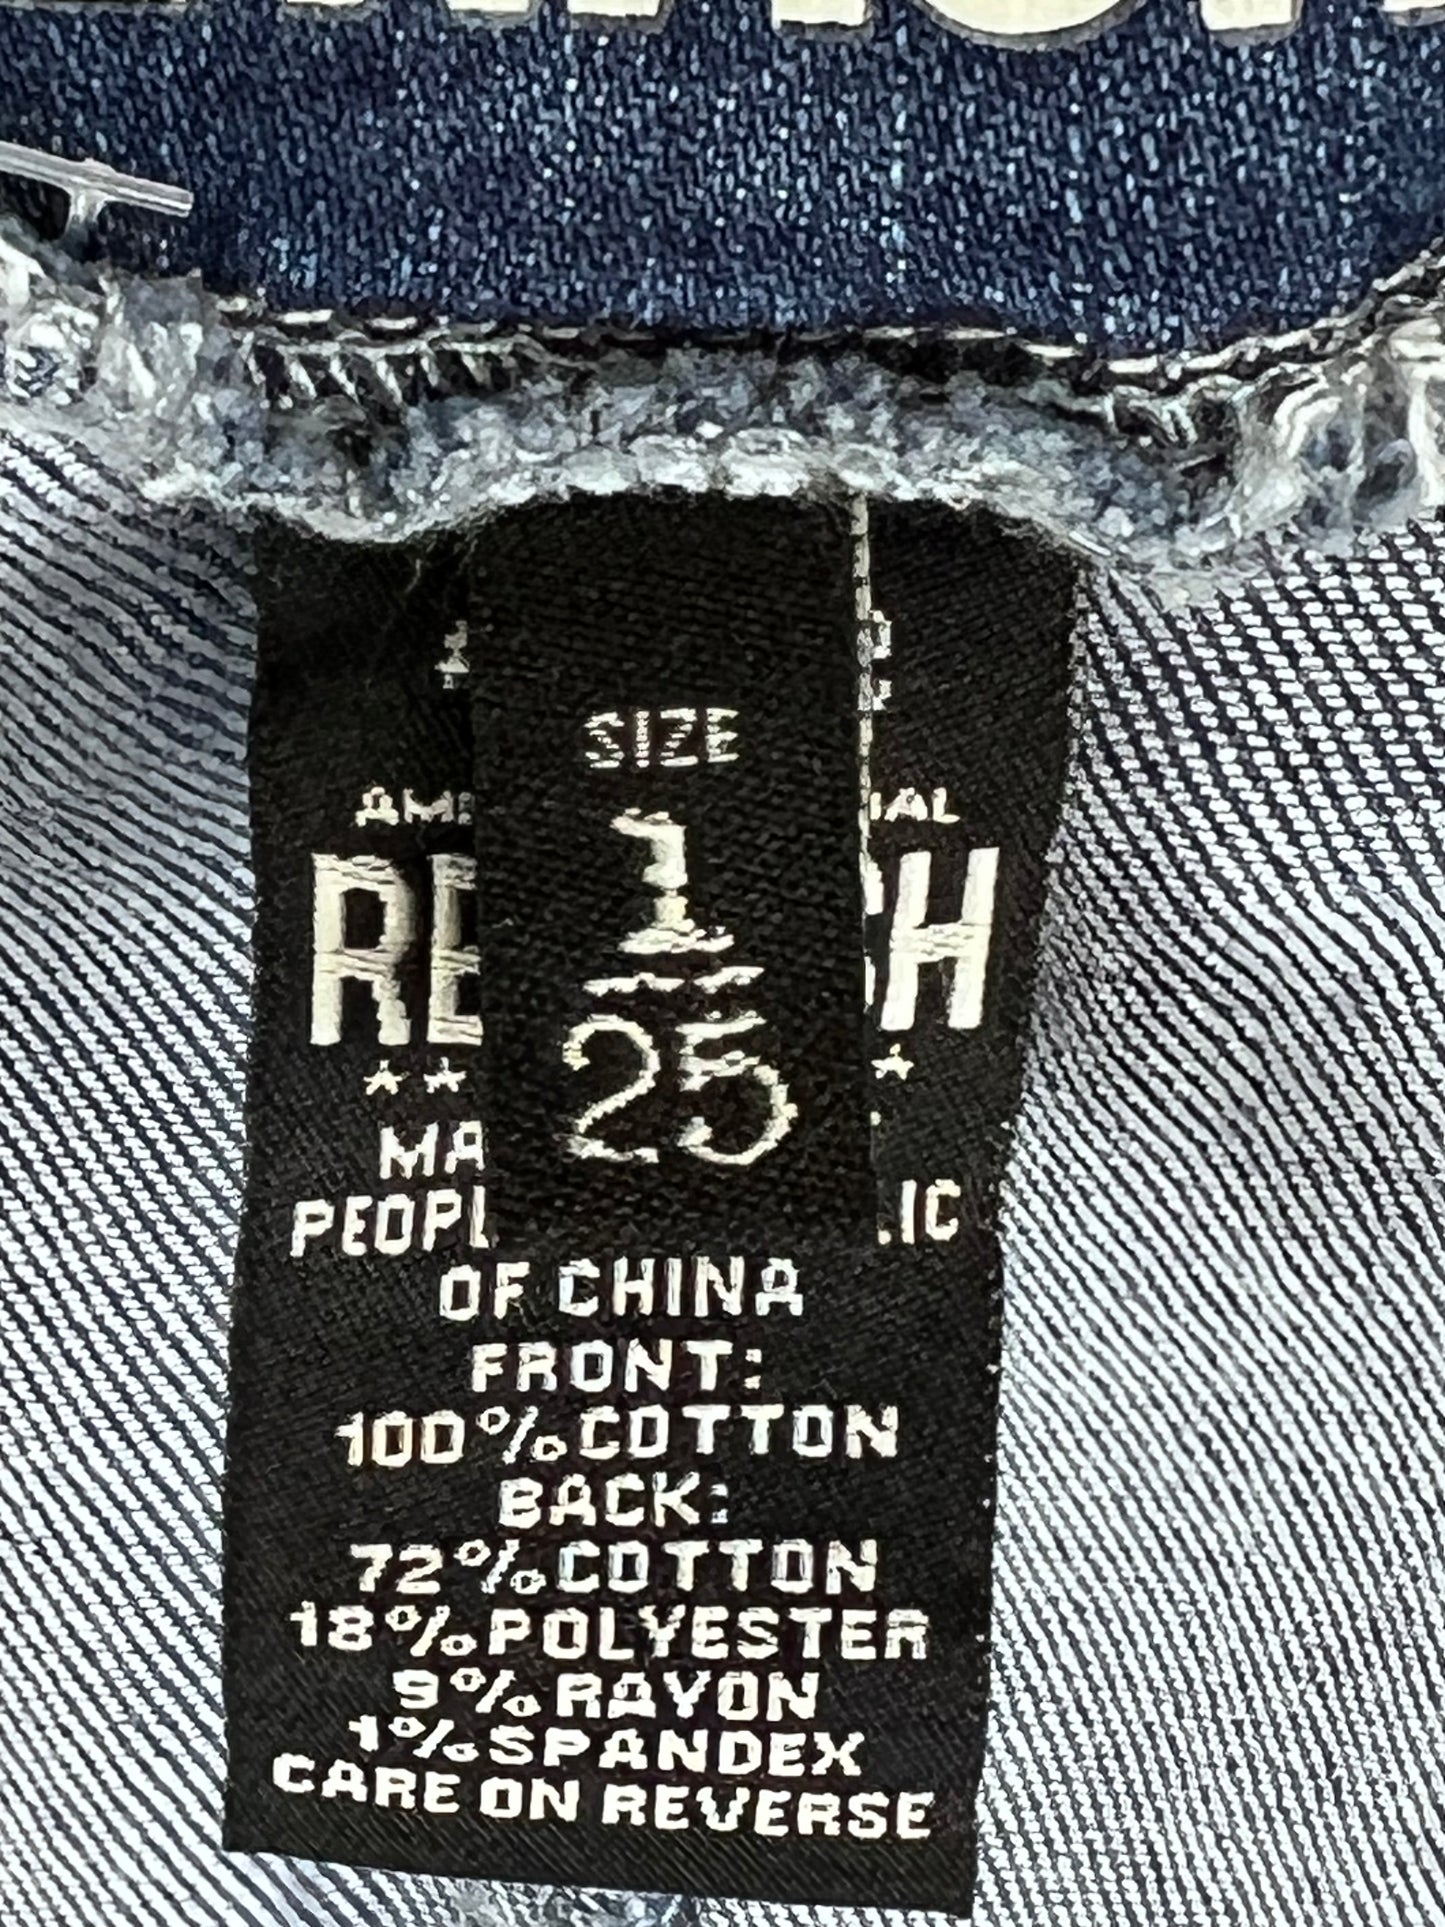 SIZE
1
25
OF CHINA
FRONT:
100% COTTON
BACK:
72% COTTON
18% POLYESTER
9% RAYON
1% SPANDEX
CARE ON REVERSE